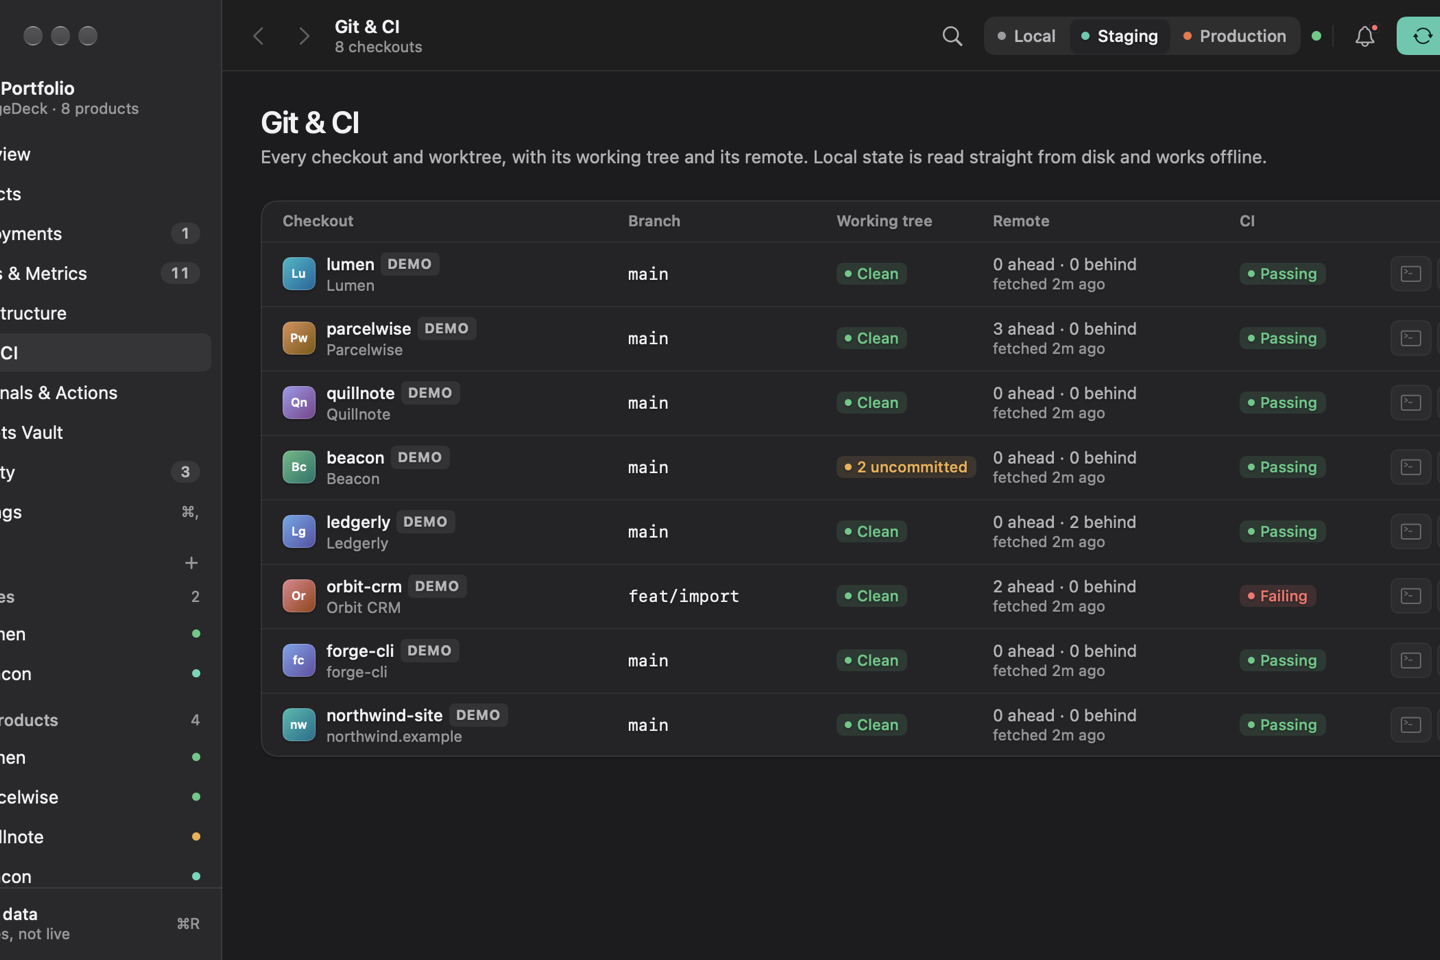 Git & CI
8 checkouts
Local
Staging
Production
Portfolio
geDeck · 8 products
view
cts
oyments 1
s & Metrics 11
tructure
CI
nals & Actions
ts Vault
ty 3
gs ⌘,
+
es 2
nen
con
roducts 4
nen
celwise
llnote
con
data ⌘R
s, not live
Git & CI
Every checkout and worktree, with its working tree and its remote. Local state is read straight from disk and works offline.
Checkout Branch Working tree Remote CI
Lu lumen DEMO main Clean 0 ahead · 0 behind Passing
Lumen fetched 2m ago
Pw parcelwise DEMO main Clean 3 ahead · 0 behind Passing
Parcelwise fetched 2m ago
Qn quillnote DEMO main Clean 0 ahead · 0 behind Passing
Quillnote fetched 2m ago
Bc beacon DEMO main 2 uncommitted 0 ahead · 0 behind Passing
Beacon fetched 2m ago
Lg ledgerly DEMO main Clean 0 ahead · 2 behind Passing
Ledgerly fetched 2m ago
Or orbit-crm DEMO feat/import Clean 2 ahead · 0 behind Failing
Orbit CRM fetched 2m ago
fc forge-cli DEMO main Clean 0 ahead · 0 behind Passing
forge-cli fetched 2m ago
nw northwind-site DEMO main Clean 0 ahead · 0 behind Passing
northwind.example fetched 2m ago